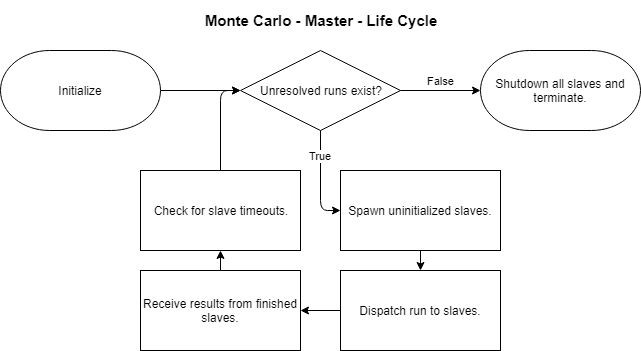 Monte Carlo - Master - Life Cycle
Initialize
Unresolved runs exist?
False
Shutdown all slaves and
terminate.
True
Check for slave timeouts.
Spawn uninitialized slaves.
Receive results from finished
slaves.
Dispatch run to slaves.